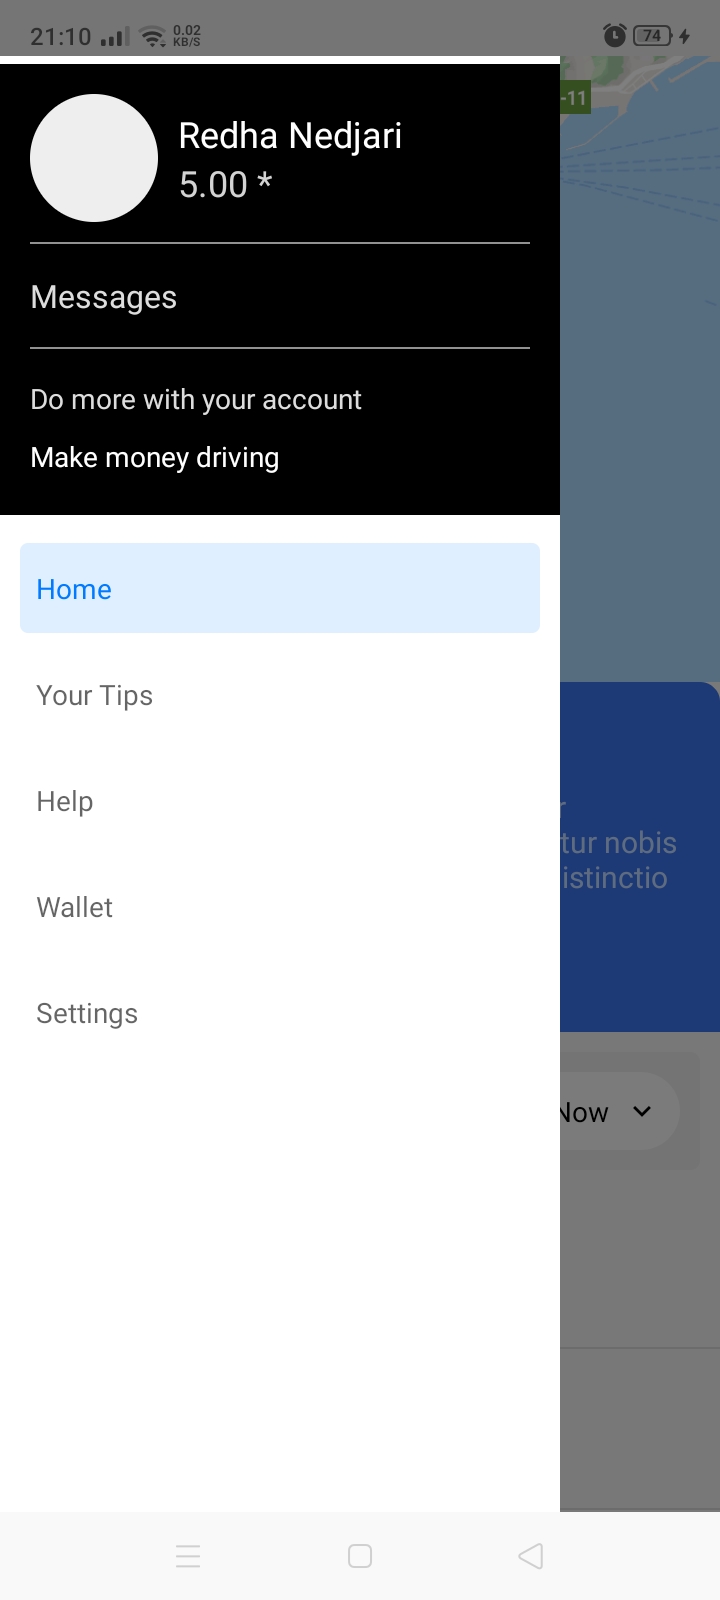 21:10 0.02 KB/S 74
-11
Redha Nedjari
5.00 *
Messages
Do more with your account
Make money driving
Home
Your Tips
Help
tur nobis
istinctio
Wallet
Settings
Now